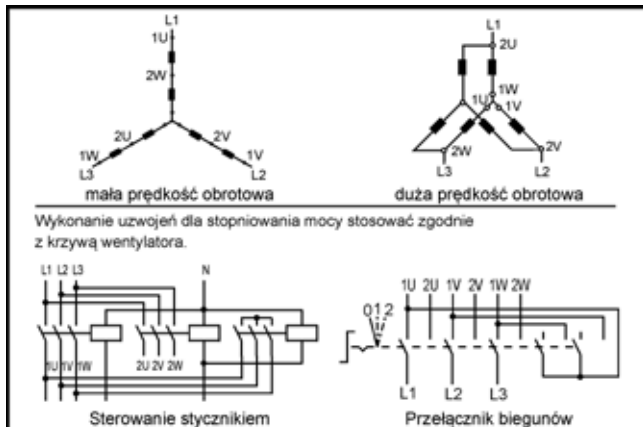 L1
1U
2W
2U
2V
1W
1V
L3
L2
mała prędkość obrotowa
L1
2U
1W
1U
1V
2W
2V
L3
L2
duża prędkość obrotowa
Wykonanie uzwojeń dla stopniowania mocy stosować zgodnie
z krzywą wentylatora.
L1 L2 L3 N
1U 1V 1W 2U 2V 2W
Sterowanie stycznikiem
1U 2U 1V 2V 1W 2W
0 1 2
L1 L2 L3
Przełącznik biegunów